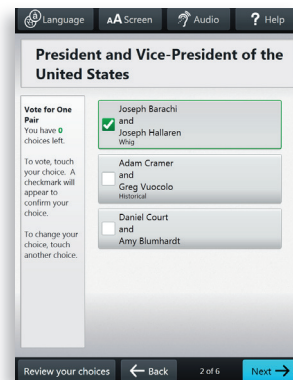 Language
AA Screen
Audio
? Help
President and Vice-President of the
United States
Vote for One
Pair
You have 0
choices left.
To vote, touch
your choice. A
checkmark will
appear to
confirm your
choice.
To change your
choice, touch
another choice.
Joseph Barachi
and
Joseph Hallaren
Whig
Adam Cramer
and
Greg Vuocolo
Historical
Daniel Court
and
Amy Blumhardt
Review your choices
Back
2 of 6
Next